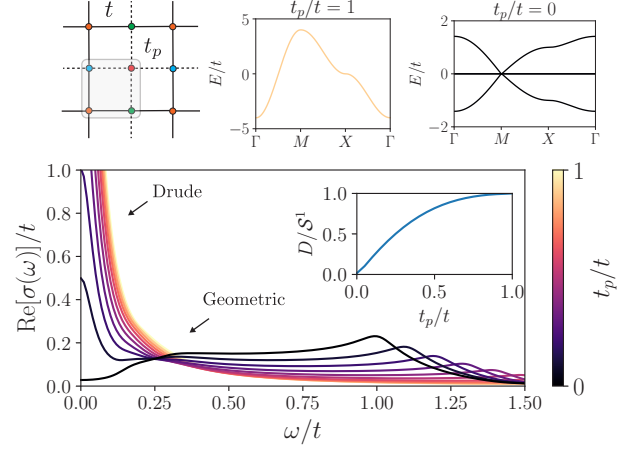 t
t_p
t_p/t = 1
E/t
5
0
−5
Γ
M
X
Γ
t_p/t = 0
E/t
2
0
−2
Γ
M
X
Γ
Re[σ(ω)]/t
1.0
0.8
0.6
0.4
0.2
0.0
0.00
0.25
0.50
0.75
1.00
1.25
1.50
ω/t
Drude
Geometric
D/𝒮¹
1.0
0.5
0.0
0.0
0.5
1.0
t_p/t
1
0
t_p/t